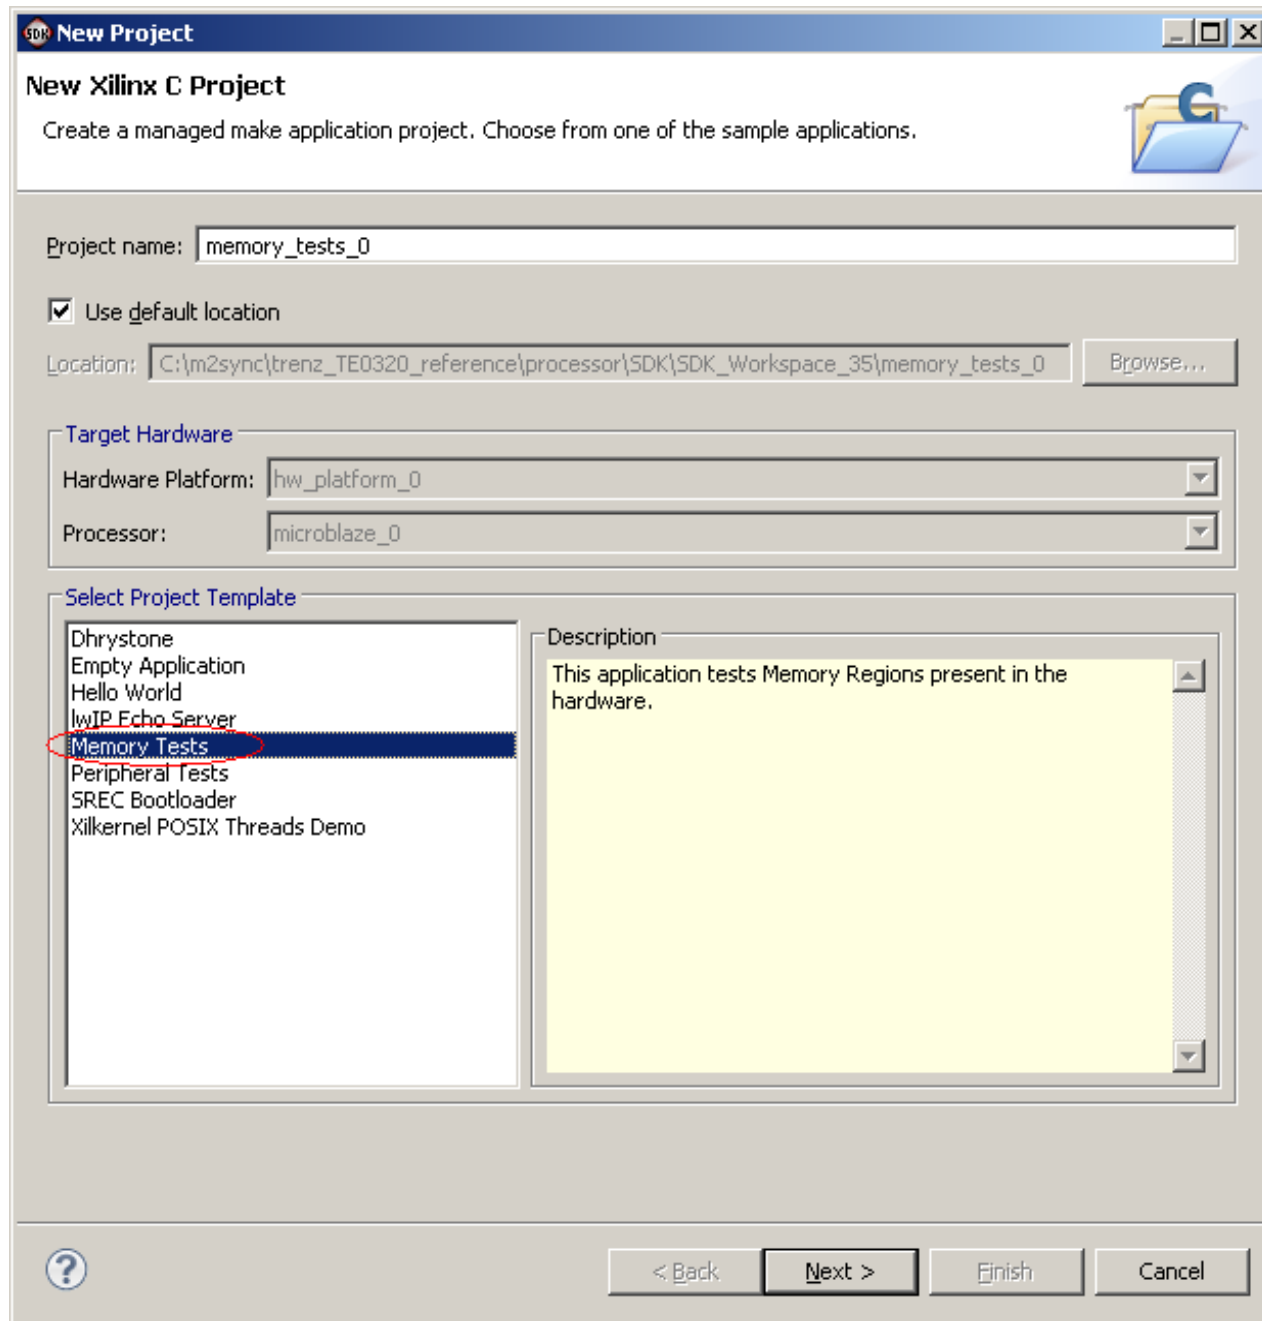 SDK New Project
New Xilinx C Project
Create a managed make application project. Choose from one of the sample applications.
Project name: memory_tests_0
Use default location
Location: C:\m2sync\trenz_TE0320_reference\processor\SDK\SDK_Workspace_35\memory_tests_0 Browse...
Target Hardware
Hardware Platform: hw_platform_0
Processor: microblaze_0
Select Project Template
Dhrystone
Empty Application
Hello World
lwIP Echo Server
Memory Tests
Peripheral Tests
SREC Bootloader
Xilkernel POSIX Threads Demo
Description
This application tests Memory Regions present in the
hardware.
< Back Next > Finish Cancel